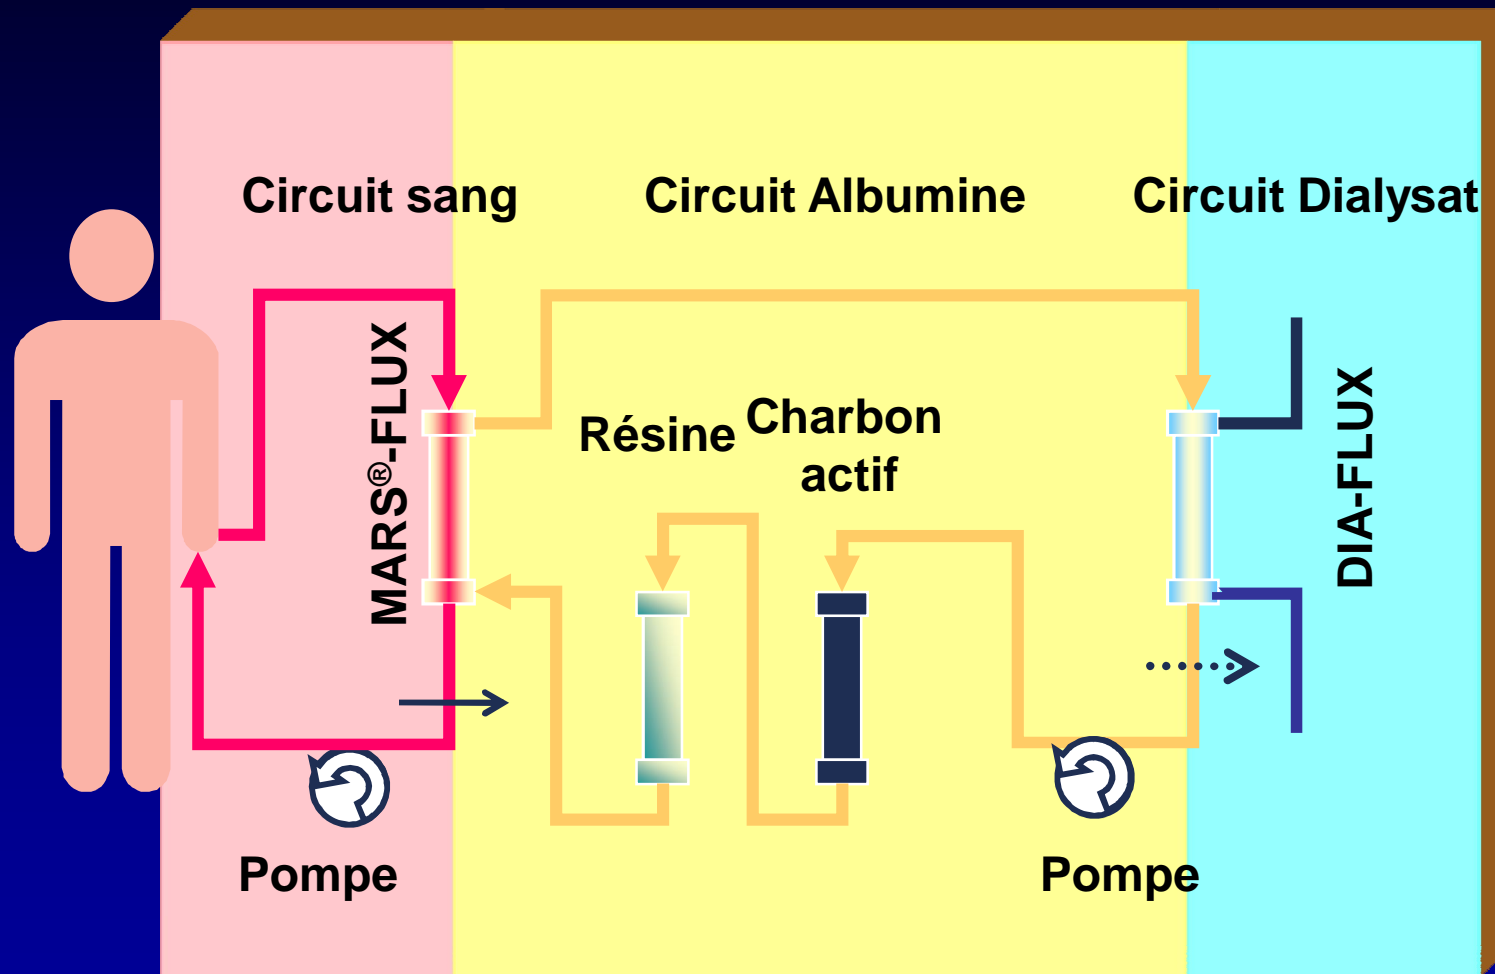 Circuit sang
Circuit Albumine
Circuit Dialysat
MARS®-FLUX
Résine
Charbon
actif
DIA-FLUX
Pompe
Pompe